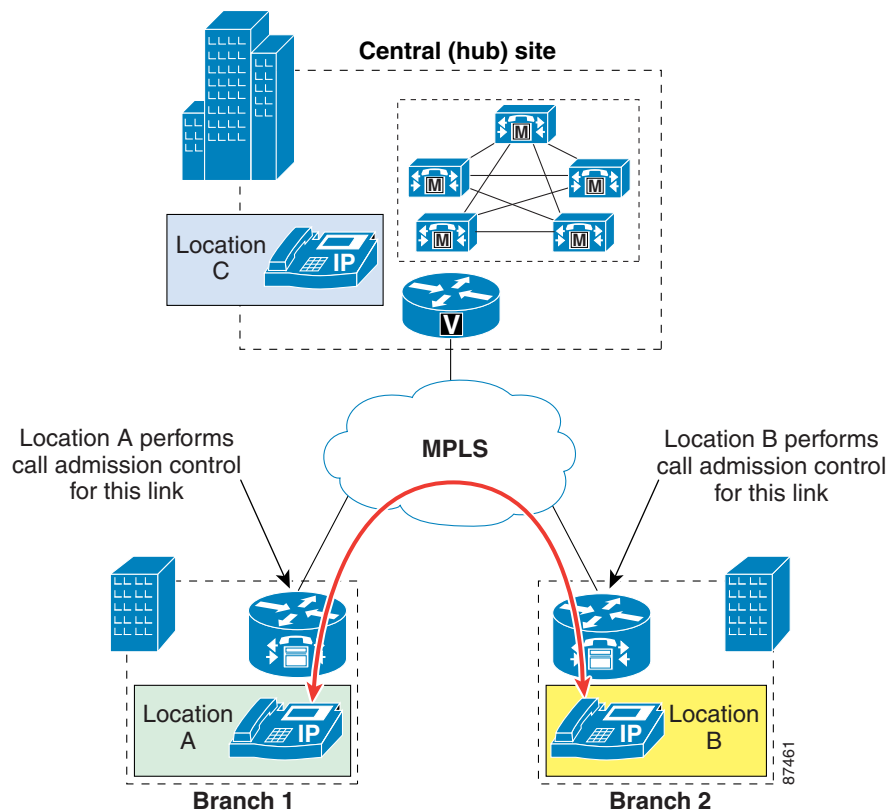 Central (hub) site
M
M
M
M
M
Location
C
IP
V
MPLS
Location A performs
call admission control
for this link
Location B performs
call admission control
for this link
Location
A
IP
IP
Location
B
87461
Branch 1
Branch 2